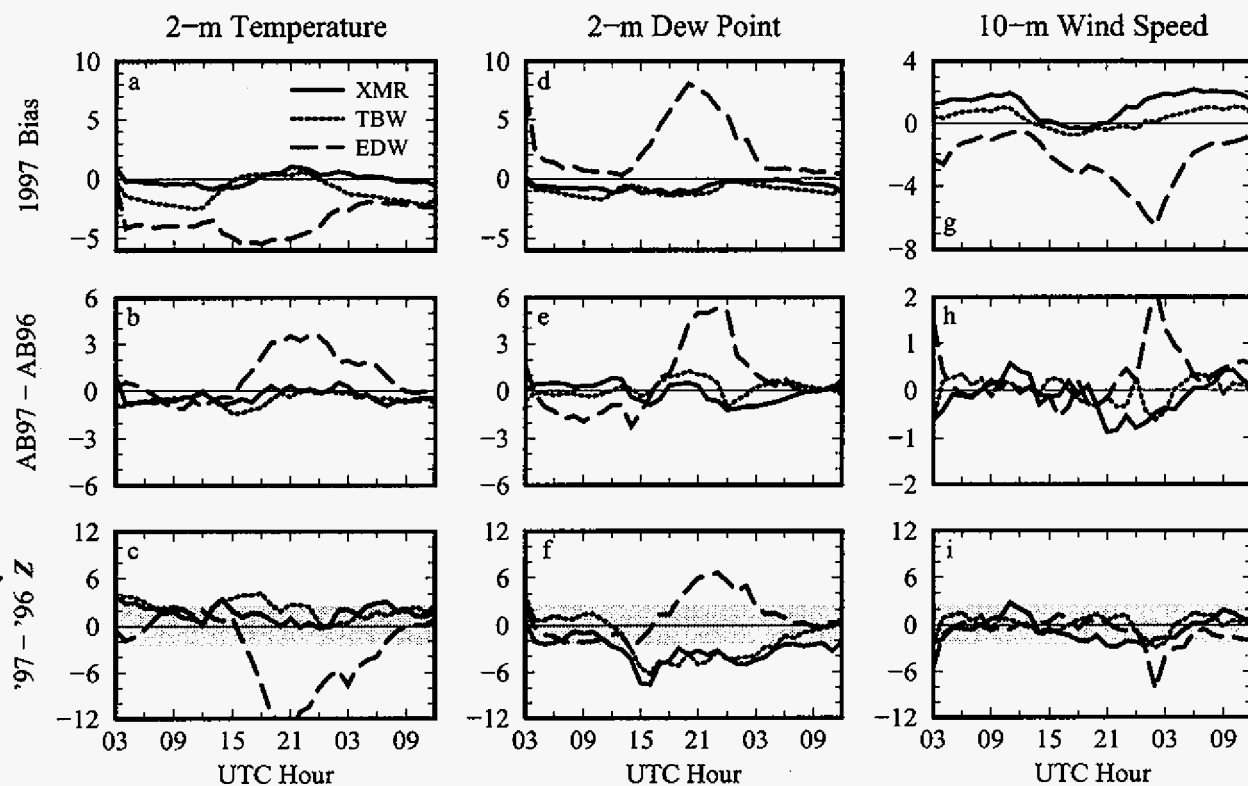 2−m Temperature 2−m Dew Point 10−m Wind Speed
1997 Bias
10
5
0
−5
a
XMR
TBW
EDW
10
5
0
−5
d
4
0
−4
−8
g
AB97 − AB96
6
3
0
−3
−6
b
6
3
0
−3
−6
e
2
1
0
−1
−2
h
'97 − '96 Z
12
6
0
−6
−12
c
12
6
0
−6
−12
f
12
6
0
−6
−12
i
03 09 15 21 03 09 03 09 15 21 03 09 03 09 15 21 03 09
UTC Hour UTC Hour UTC Hour